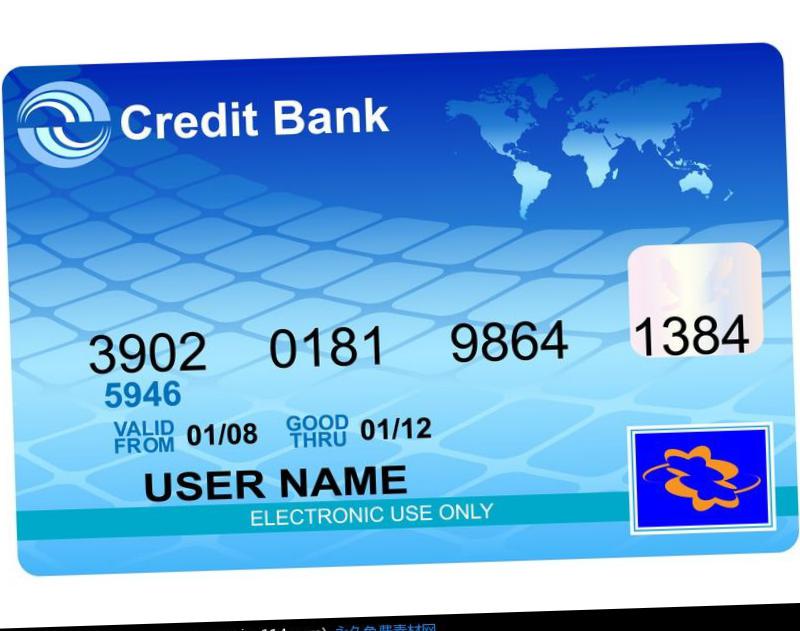 Credit Bank
3902 0181 9864 1384
5946
VALID FROM 01/08 GOOD THRU 01/12
USER NAME
ELECTRONIC USE ONLY